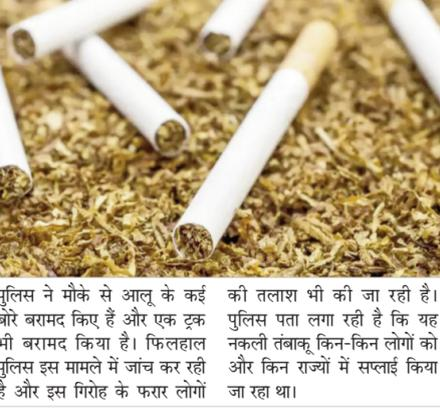 पुलिस ने मौके से आलू के कई
बोरे बरामद किए हैं और एक ट्रक
भी बरामद किया है। फिलहाल
पुलिस इस मामले में जांच कर रही
है और इस गिरोह के फरार लोगों
की तलाश भी की जा रही है।
पुलिस पता लगा रही है कि यह
नकली तंबाकू किन-किन लोगों को
और किन राज्यों में सप्लाई किया
जा रहा था।